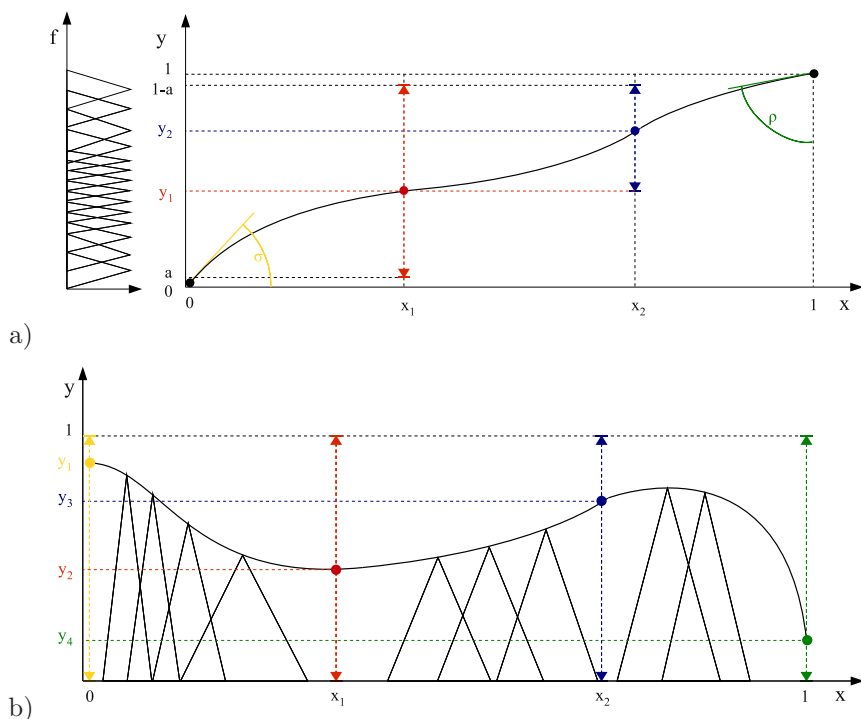 f
y
1
1-a
y₂
y₁
a
0
σ
ρ
0
x₁
x₂
1
x
a)
y
1
y₁
y₃
y₂
y₄
0
x₁
x₂
1
x
b)